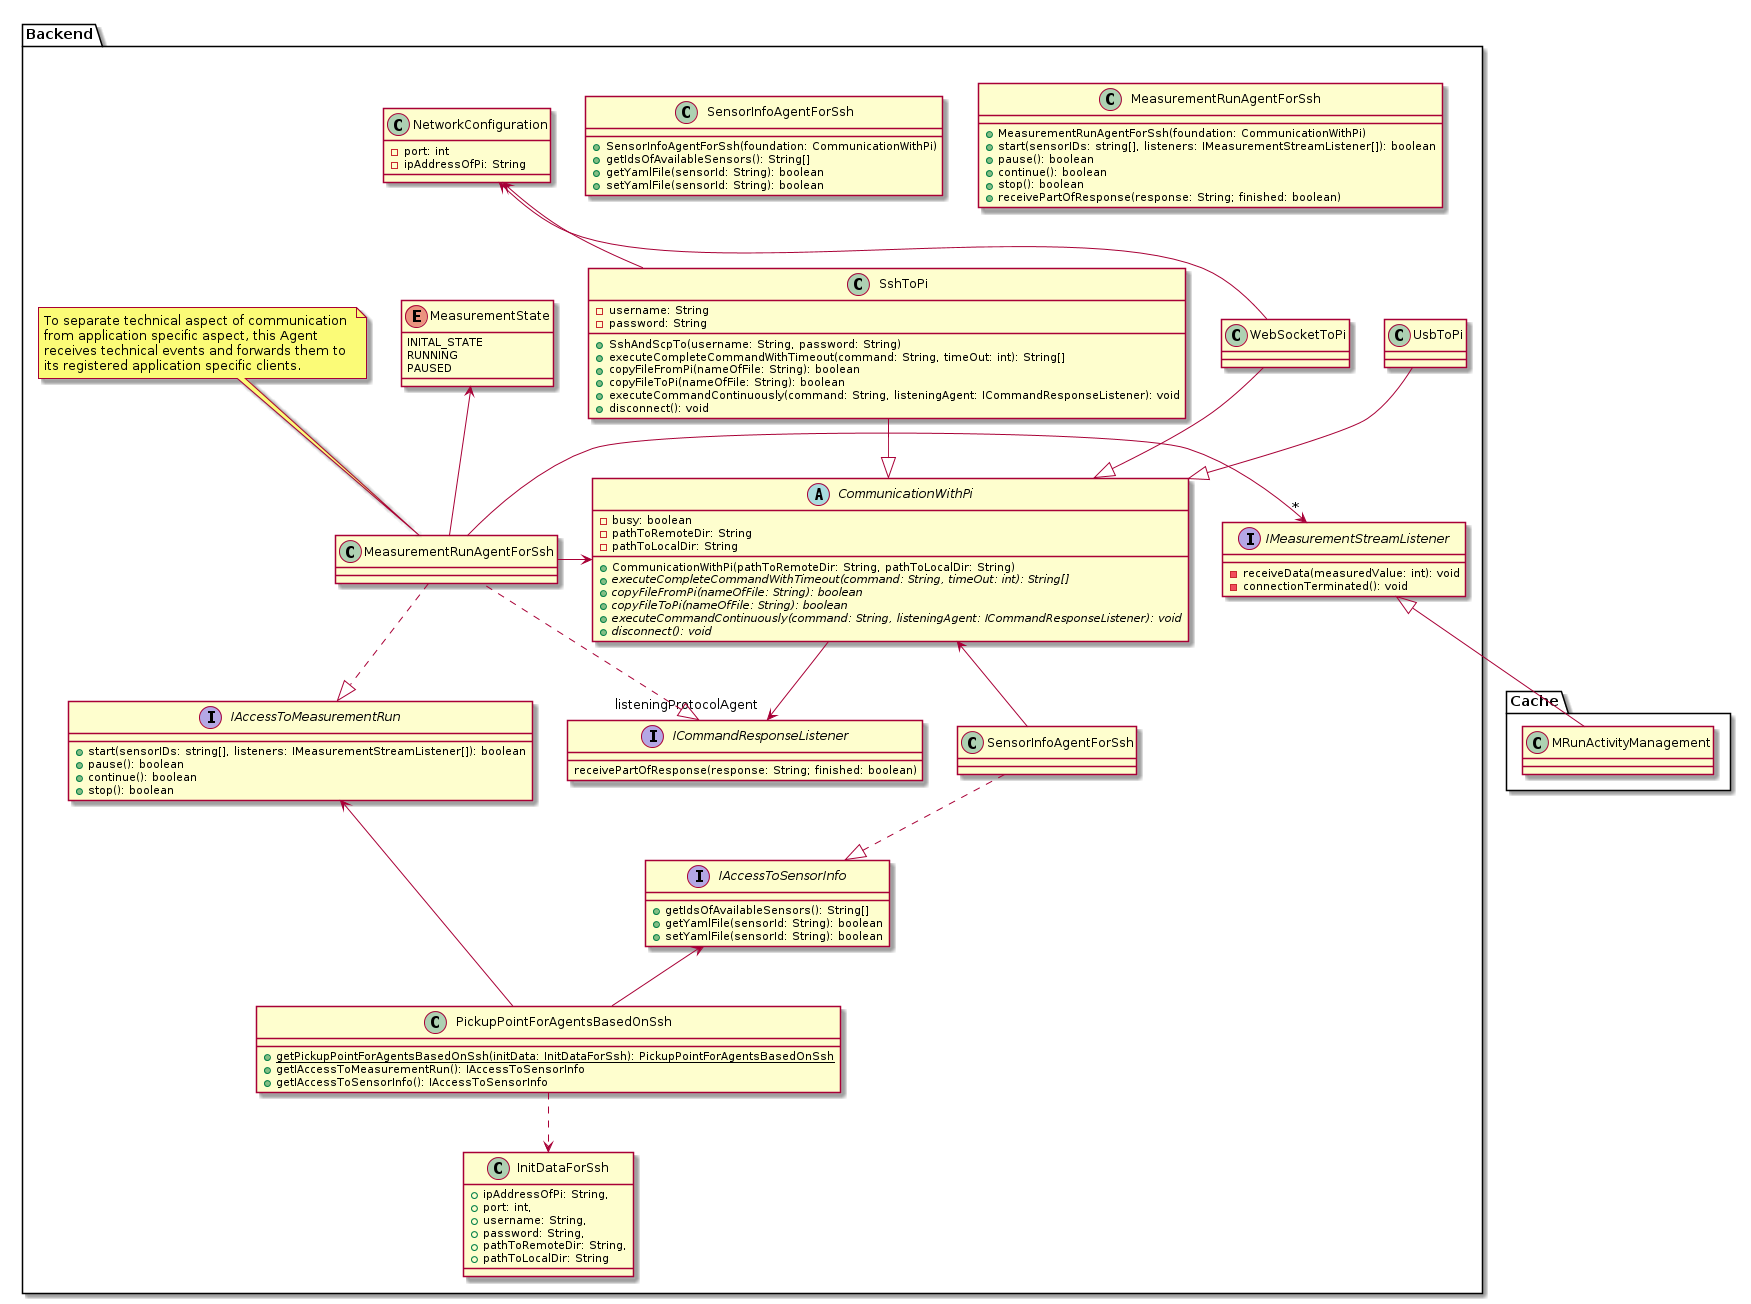 Backend
C NetworkConfiguration
port: int
ipAddressOfPi: String
C SensorInfoAgentForSsh
SensorInfoAgentForSsh(foundation: CommunicationWithPi)
getIdsOfAvailableSensors(): String[]
getYamlFile(sensorId: String): boolean
setYamlFile(sensorId: String): boolean
C MeasurementRunAgentForSsh
MeasurementRunAgentForSsh(foundation: CommunicationWithPi)
start(sensorIDs: string[], listeners: IMeasurementStreamListener[]): boolean
pause(): boolean
continue(): boolean
stop(): boolean
receivePartOfResponse(response: String; finished: boolean)
To separate technical aspect of communication
from application specific aspect, this Agent
receives technical events and forwards them to
its registered application specific clients.
E MeasurementState
INITAL_STATE
RUNNING
PAUSED
C SshToPi
username: String
password: String
SshAndScpTo(username: String, password: String)
executeCompleteCommandWithTimeout(command: String, timeOut: int): String[]
copyFileFromPi(nameOfFile: String): boolean
copyFileToPi(nameOfFile: String): boolean
executeCommandContinuously(command: String, listeningAgent: ICommandResponseListener): void
disconnect(): void
C WebSocketToPi
C UsbToPi
C MeasurementRunAgentForSsh
A CommunicationWithPi
busy: boolean
pathToRemoteDir: String
pathToLocalDir: String
CommunicationWithPi(pathToRemoteDir: String, pathToLocalDir: String)
executeCompleteCommandWithTimeout(command: String, timeOut: int): String[]
copyFileFromPi(nameOfFile: String): boolean
copyFileToPi(nameOfFile: String): boolean
executeCommandContinuously(command: String, listeningAgent: ICommandResponseListener): void
disconnect(): void
*
I IMeasurementStreamListener
receiveData(measuredValue: int): void
connectionTerminated(): void
Cache
C MRunActivityManagement
I IAccessToMeasurementRun
start(sensorIDs: string[], listeners: IMeasurementStreamListener[]): boolean
pause(): boolean
continue(): boolean
stop(): boolean
listeningProtocolAgent
I ICommandResponseListener
receivePartOfResponse(response: String; finished: boolean)
C SensorInfoAgentForSsh
I IAccessToSensorInfo
getIdsOfAvailableSensors(): String[]
getYamlFile(sensorId: String): boolean
setYamlFile(sensorId: String): boolean
C PickupPointForAgentsBasedOnSsh
getPickupPointForAgentsBasedOnSsh(initData: InitDataForSsh): PickupPointForAgentsBasedOnSsh
getIAccessToMeasurementRun(): IAccessToSensorInfo
getIAccessToSensorInfo(): IAccessToSensorInfo
C InitDataForSsh
ipAddressOfPi: String,
port: int,
username: String,
password: String,
pathToRemoteDir: String,
pathToLocalDir: String